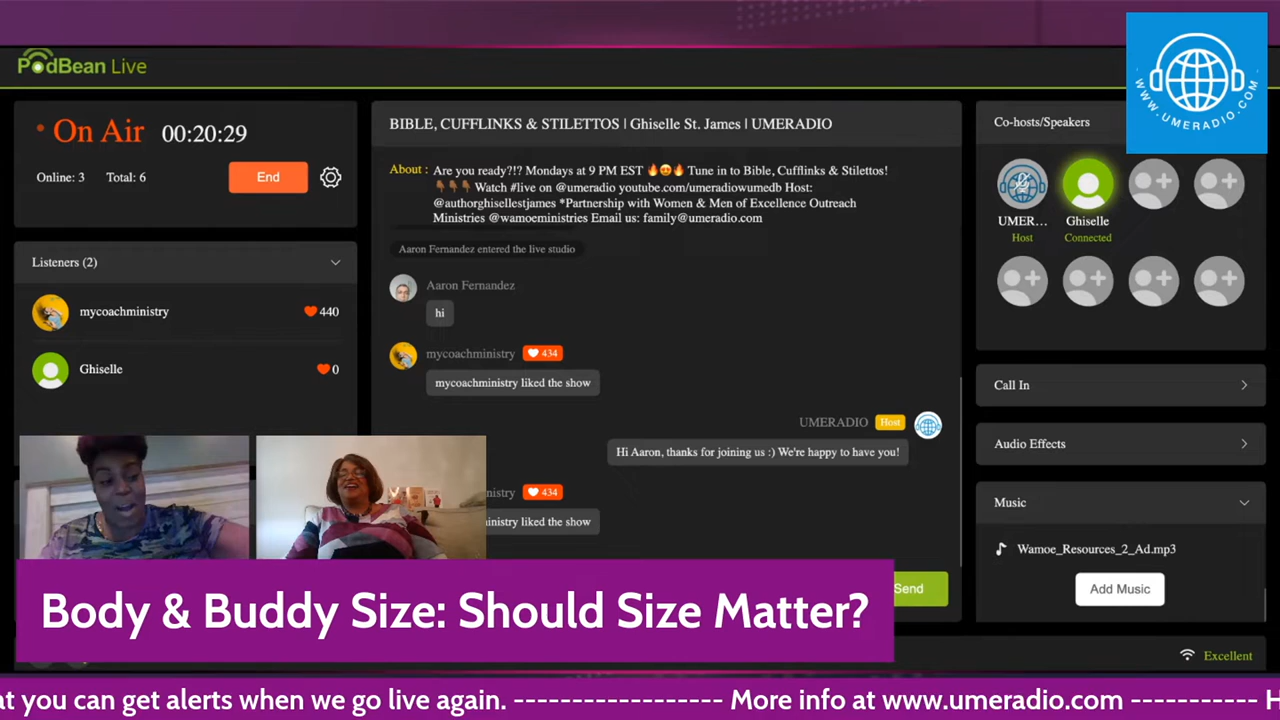 PodBean Live
WWW.UMERADIO.COM
On Air 00:20:29
Online: 3 Total: 6 End
Listeners (2)
mycoachministry 440
Ghiselle 0
BIBLE, CUFFLINKS & STILETTOS | Ghiselle St. James | UMERADIO
About : Are you ready?!? Mondays at 9 PM EST 🔥😍🔥 Tune in to Bible, Cufflinks & Stilettos!
👇🏾👇🏾👇🏾 Watch #live on @umeradio youtube.com/umeradiowumedb Host:
@authorghisellestjames *Partnership with Women & Men of Excellence Outreach
Ministries @wamoeministries Email us: family@umeradio.com
Aaron Fernandez entered the live studio
Aaron Fernandez
hi
mycoachministry 434
mycoachministry liked the show
UMERADIO Host
Hi Aaron, thanks for joining us :) We're happy to have you!
nistry 434
inistry liked the show
Send
Co-hosts/Speakers
UMER... Ghiselle
Host Connected
Call In
Audio Effects
Music
Wamoe_Resources_2_Ad.mp3
Add Music
Excellent
Body & Buddy Size: Should Size Matter?
at you can get alerts when we go live again. ----------------- More info at www.umeradio.com ----------- H